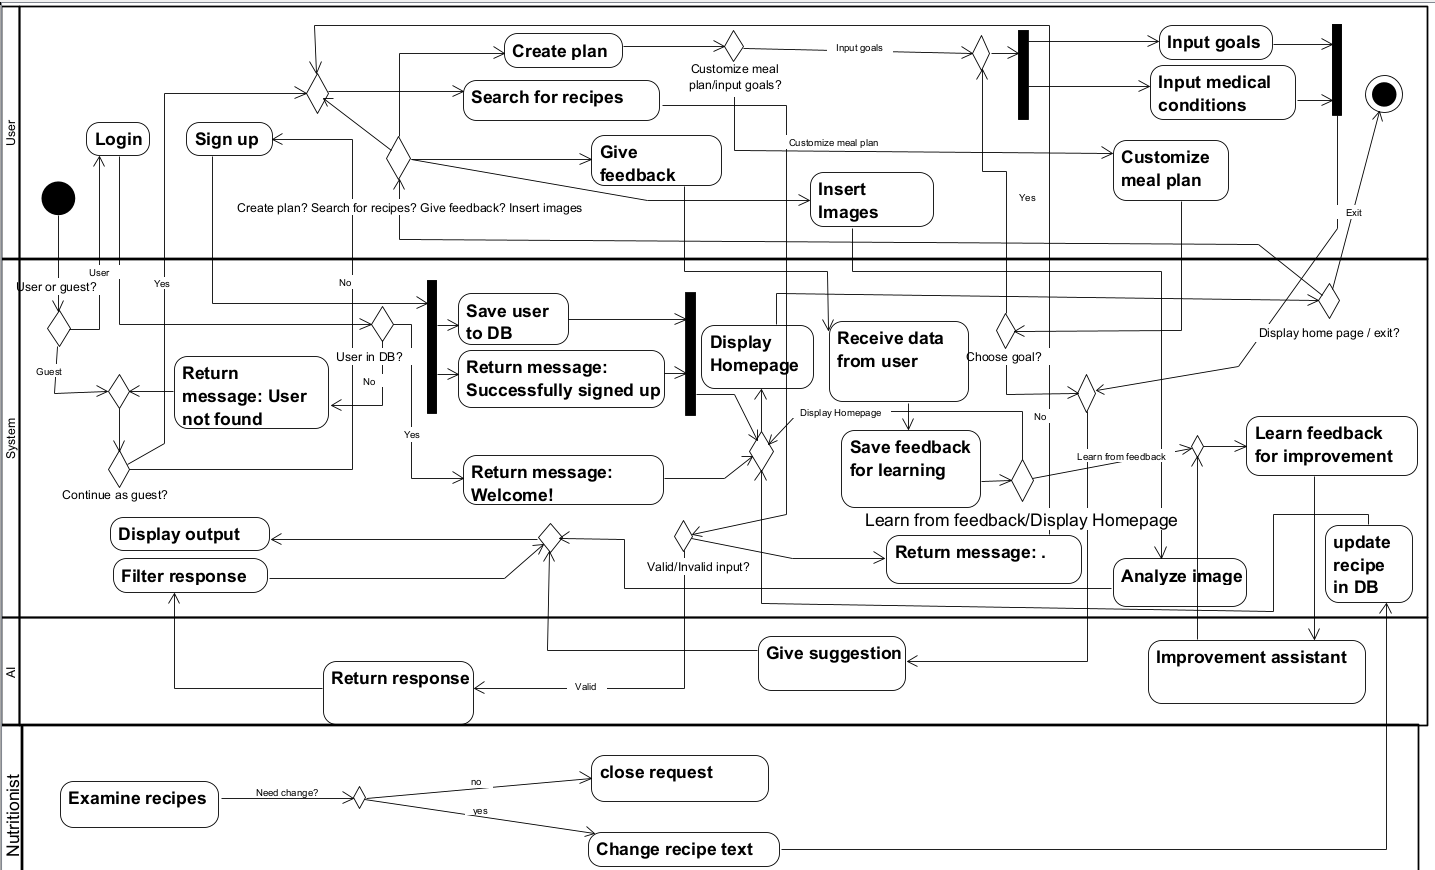 User
Create plan
Customize meal
plan/input goals?
Input goals
Input goals
Input medical
conditions
Search for recipes
Login
Sign up
Give
feedback
Customize meal plan
Customize
meal plan
Insert
Images
Yes
Create plan? Search for recipes? Give feedback? Insert images
Exit
System
User or guest?
User
Yes
No
Guest
Return
message: User
not found
User in DB?
No
Yes
Continue as guest?
Save user
to DB
Return message:
Successfully signed up
Return message:
Welcome!
Display
Homepage
Receive data
from user
Choose goal?
Display home page / exit?
No
Display Homepage
Save feedback
for learning
Learn from feedback
Learn feedback
for improvement
Learn from feedback/Display Homepage
Display output
Filter response
Valid/Invalid input?
Return message: .
Analyze image
update
recipe
in DB
AI
Return response
Valid
Give suggestion
Improvement assistant
Nutritionist
Examine recipes
Need change?
no
yes
close request
Change recipe text